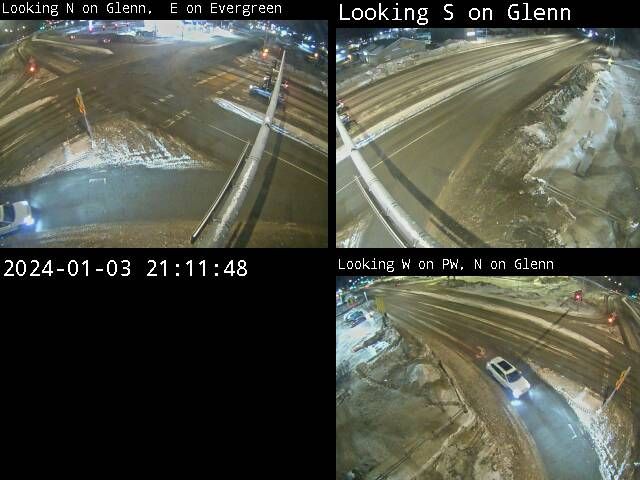 Looking N on Glenn, E on Evergreen
Looking S on Glenn
2024-01-03 21:11:48
Looking W on PW, N on Glenn